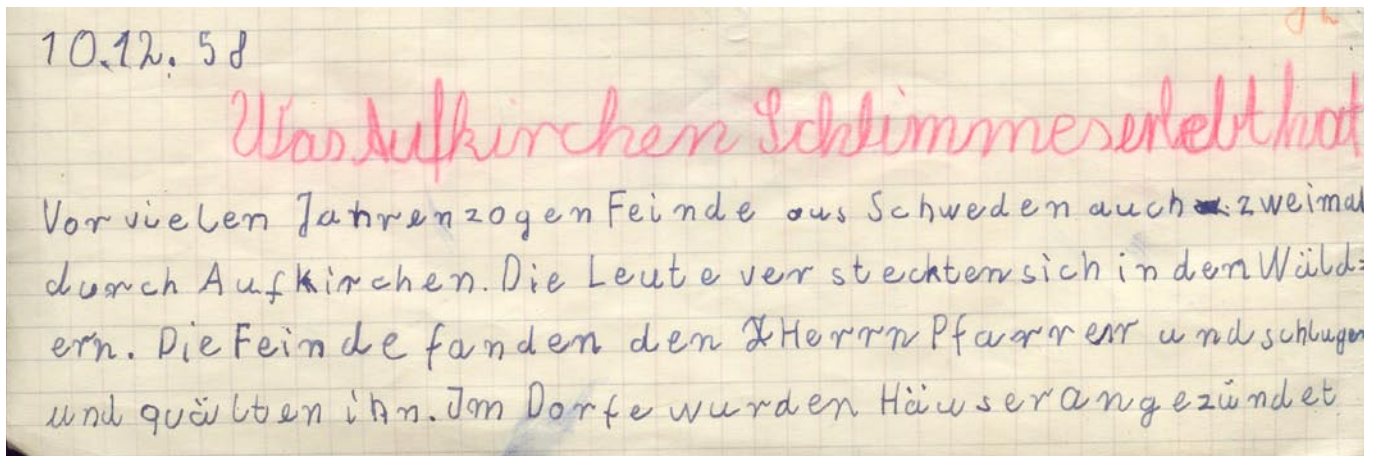 10.12.58
Was Aufkirchen Schlimmes erlebt hat
Vor vielen Jahren zogen Feinde aus Schweden auch zweimal
durch Aufkirchen. Die Leute versteckten sich in den Wäld=
ern. Die Feinde fanden den Herrn Pfarrer und schlugen
und quälten ihn. Im Dorfe wurden Häuser angezündet